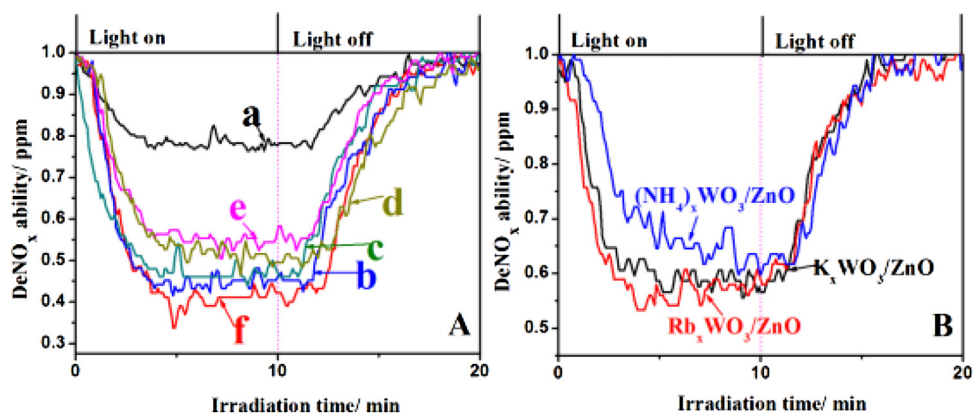 Light on Light off
1.0
0.9
0.8
0.7
0.6
0.5
0.4
0.3
DeNOx ability/ ppm
a
e
d
c
b
f
A
0 10 20
Irradiation time/ min
Light on Light off
1.0
0.9
0.8
0.7
0.6
0.5
DeNOx ability/ ppm
(NH4)xWO3/ZnO
KxWO3/ZnO
RbxWO3/ZnO
B
0 10 20
Irradiation time/ min